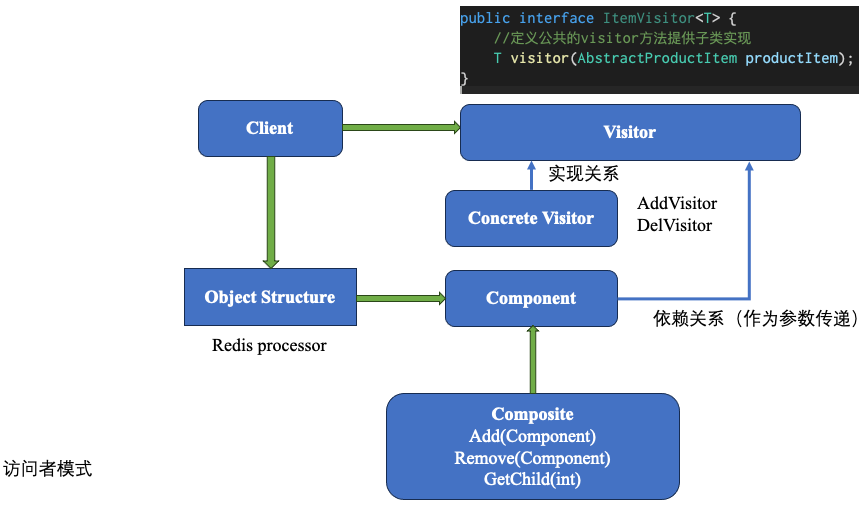 public interface ItemVisitor<T> {
//定义公共的visitor方法提供子类实现
T visitor(AbstractProductItem productItem);
}
Client
Visitor
实现关系
Concrete Visitor
AddVisitor
DelVisitor
Object Structure
Component
依赖关系（作为参数传递）
Redis processor
Composite
Add(Component)
Remove(Component)
GetChild(int)
访问者模式